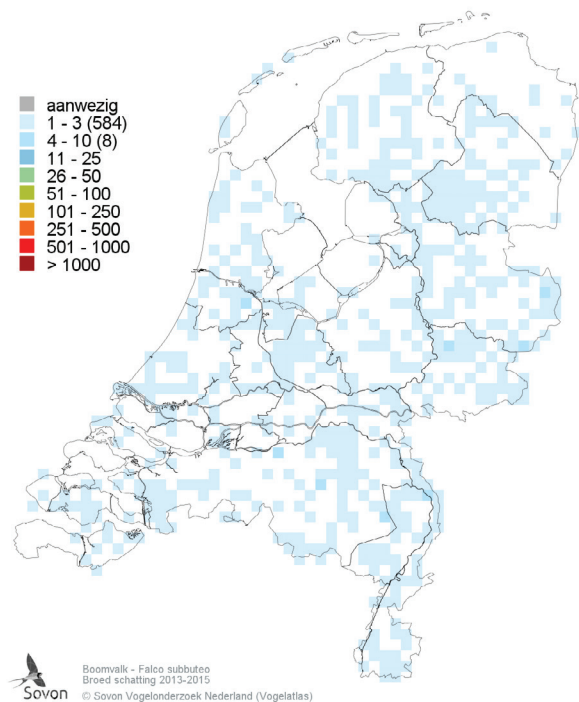 aanwezig
1 - 3 (584)
4 - 10 (8)
11 - 25
26 - 50
51 - 100
101 - 250
251 - 500
501 - 1000
> 1000
Sovon
Boomvalk - Falco subbuteo
Broed schatting 2013-2015
© Sovon Vogelonderzoek Nederland (Vogelatlas)